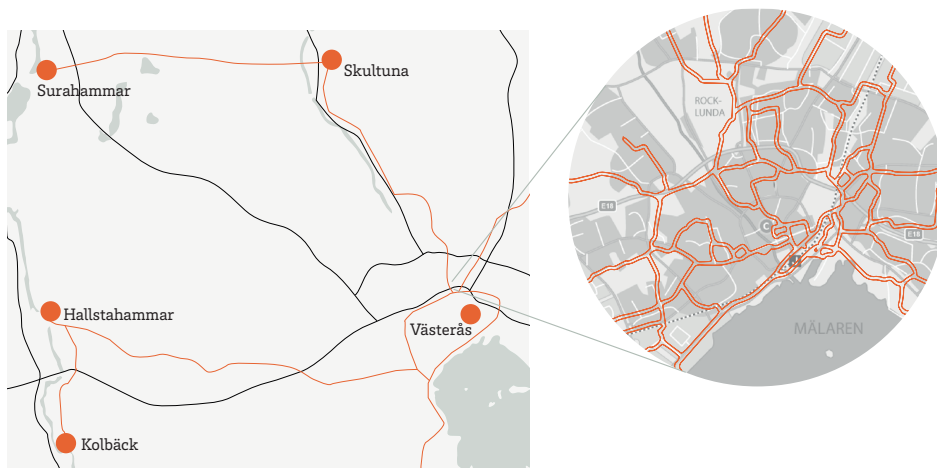 Surahammar
Skultuna
Hallstahammar
Västerås
Kolbäck
ROCK-
LUNDA
E18
C
E18
MÄLAREN